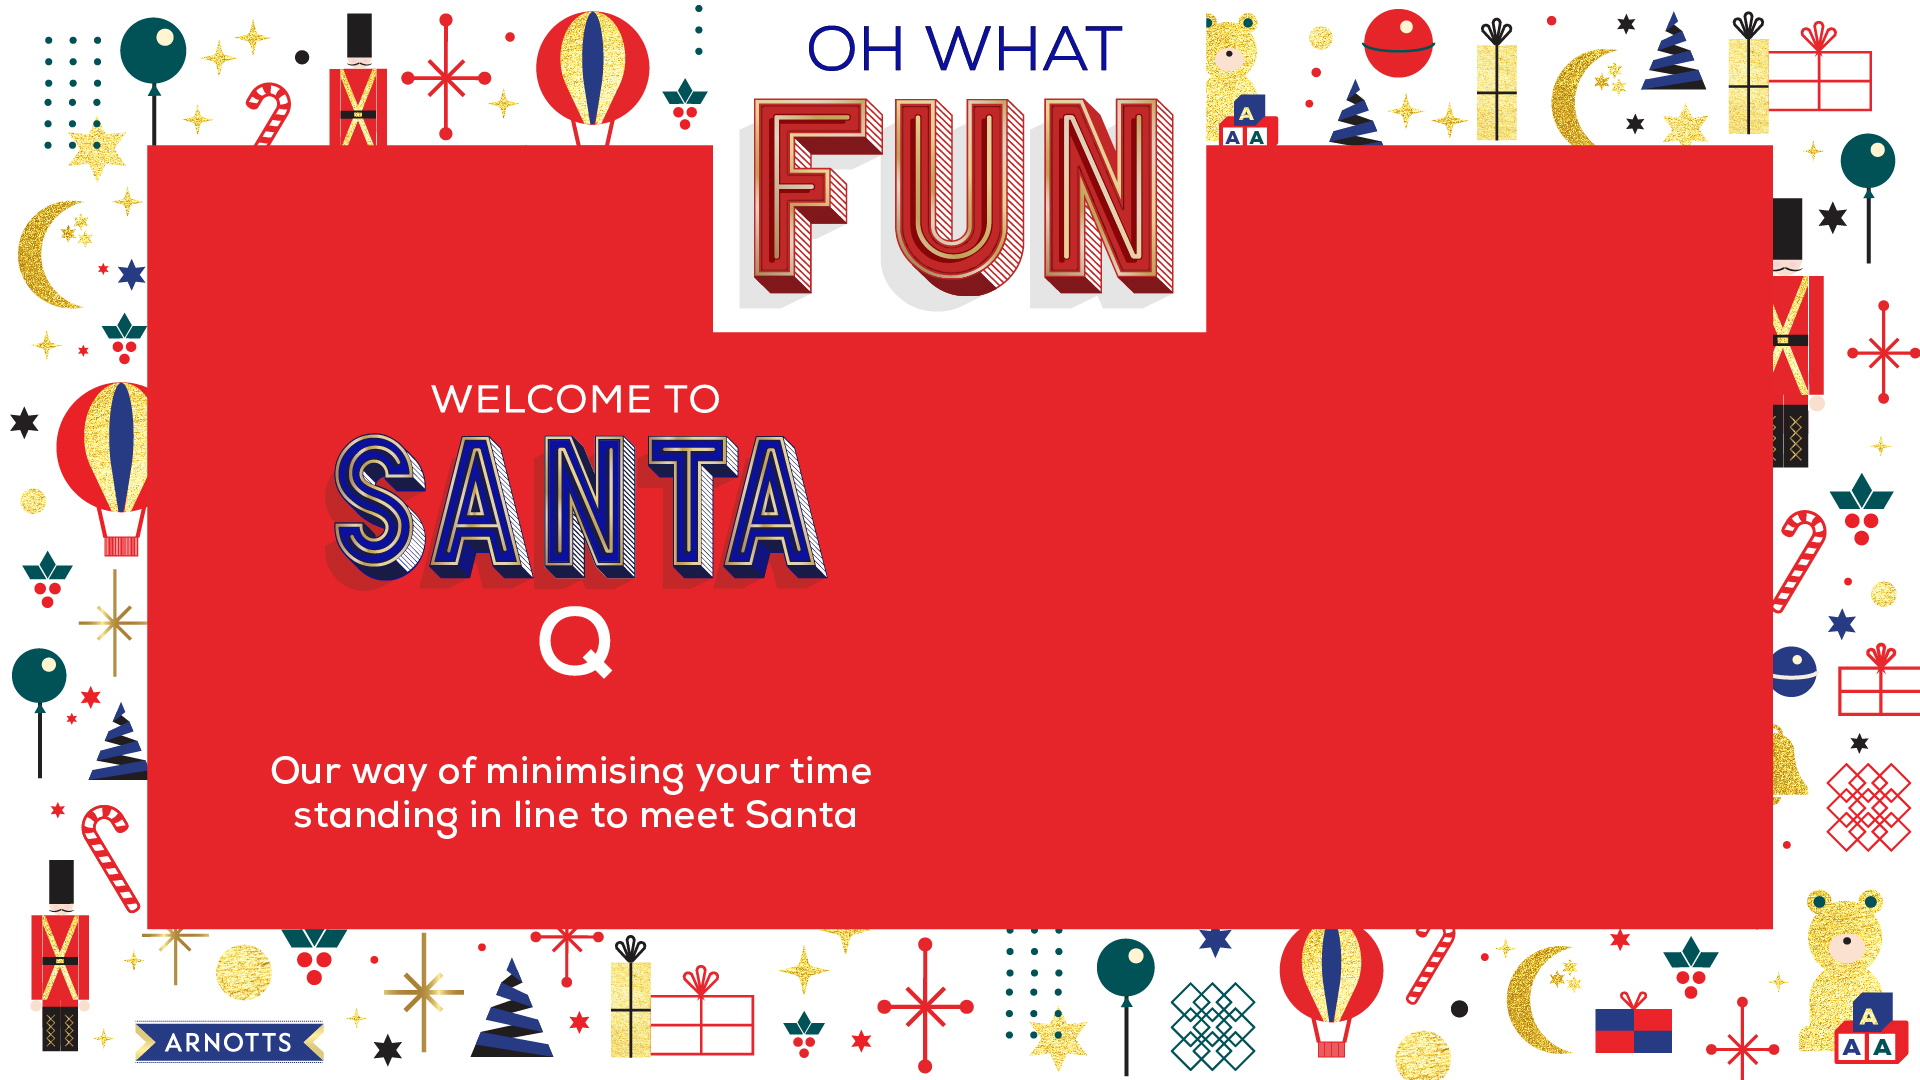 OH WHAT
FUN
A
A A
WELCOME TO
SANTA
Q
Our way of minimising your time
standing in line to meet Santa
ARNOTTS
A
A A